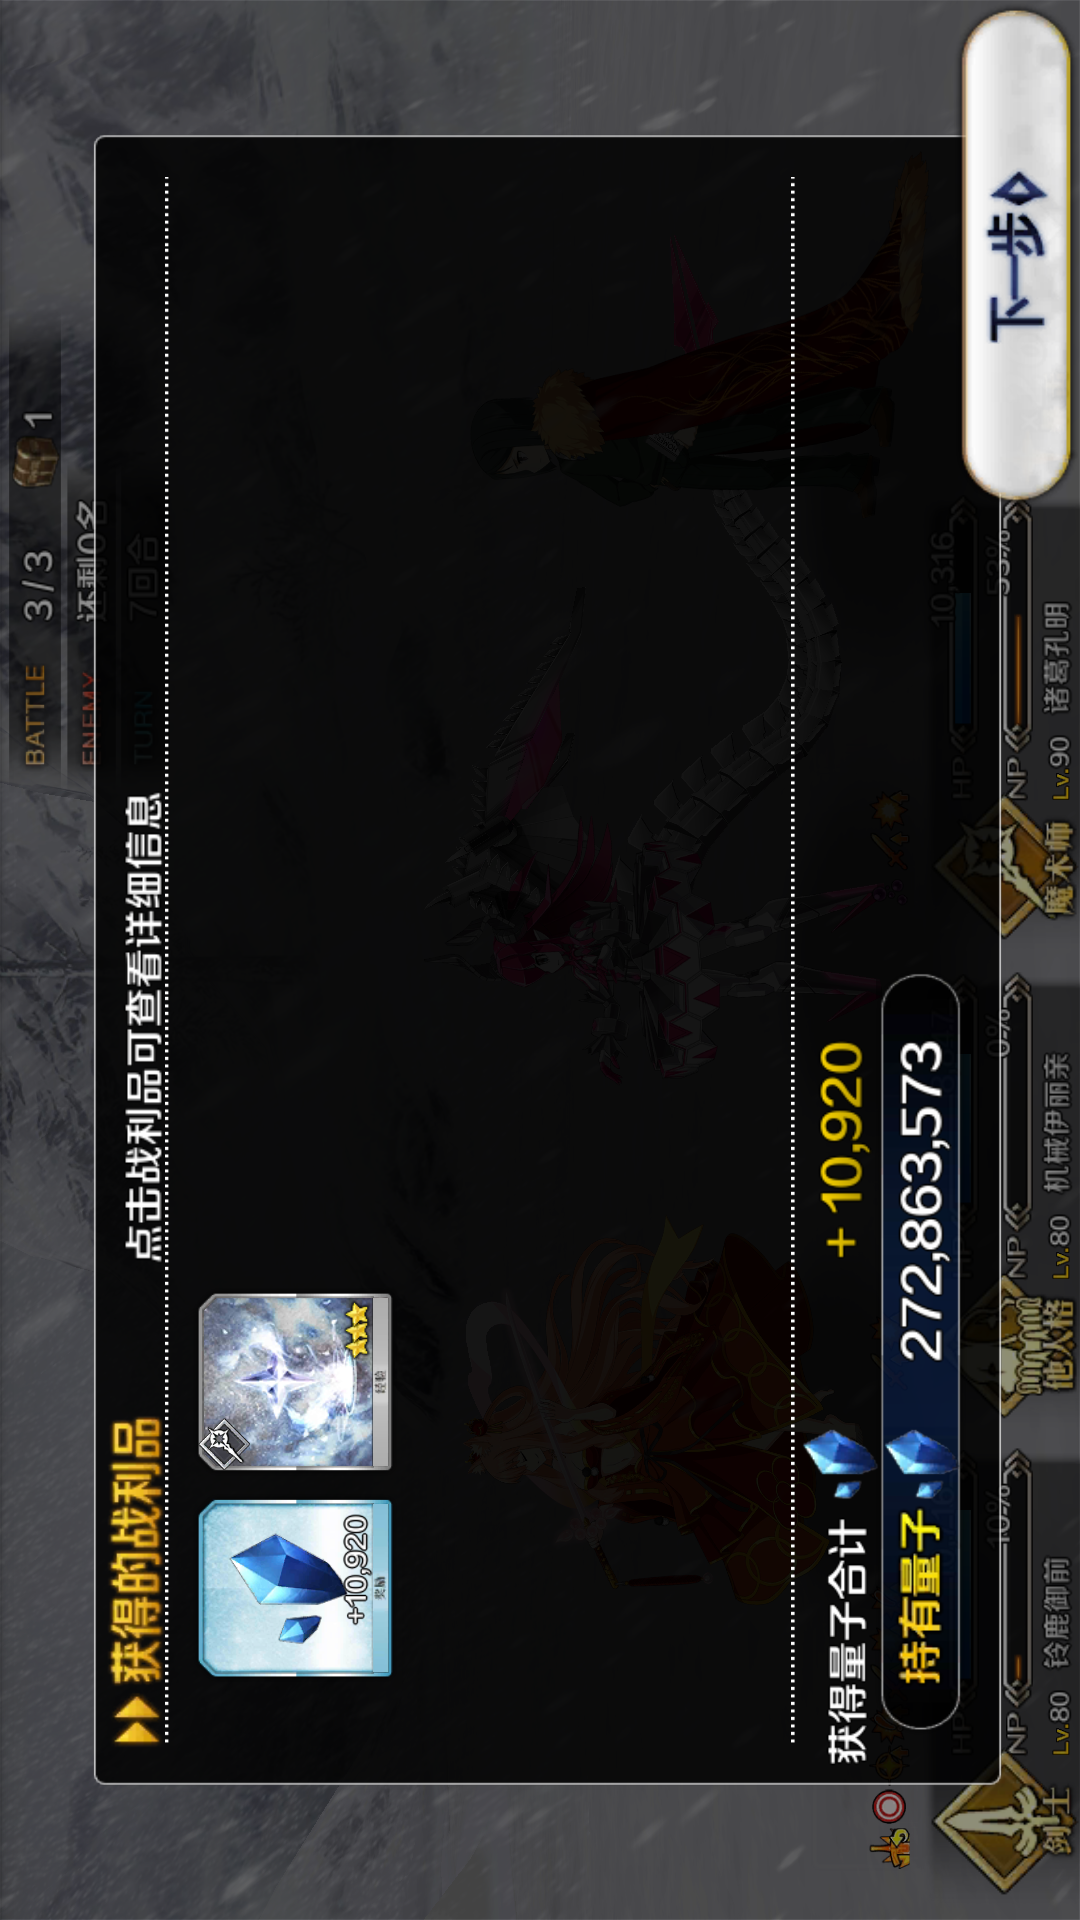 BATTLE 3/3 1
ENEMY 还剩0名
TURN 7回合
获得的战利品 点击战利品可查看详细信息
+10,920
奖励
经验
获得量子合计 + 10,920
持有量子 272,863,573
下一步
HP
NP 10%
剑士 Lv.80 铃鹿御前
HP
NP 0%
他人格 Lv.80 机械伊丽亲
HP 10,316
NP 53%
魔术师 Lv.90 诸葛孔明